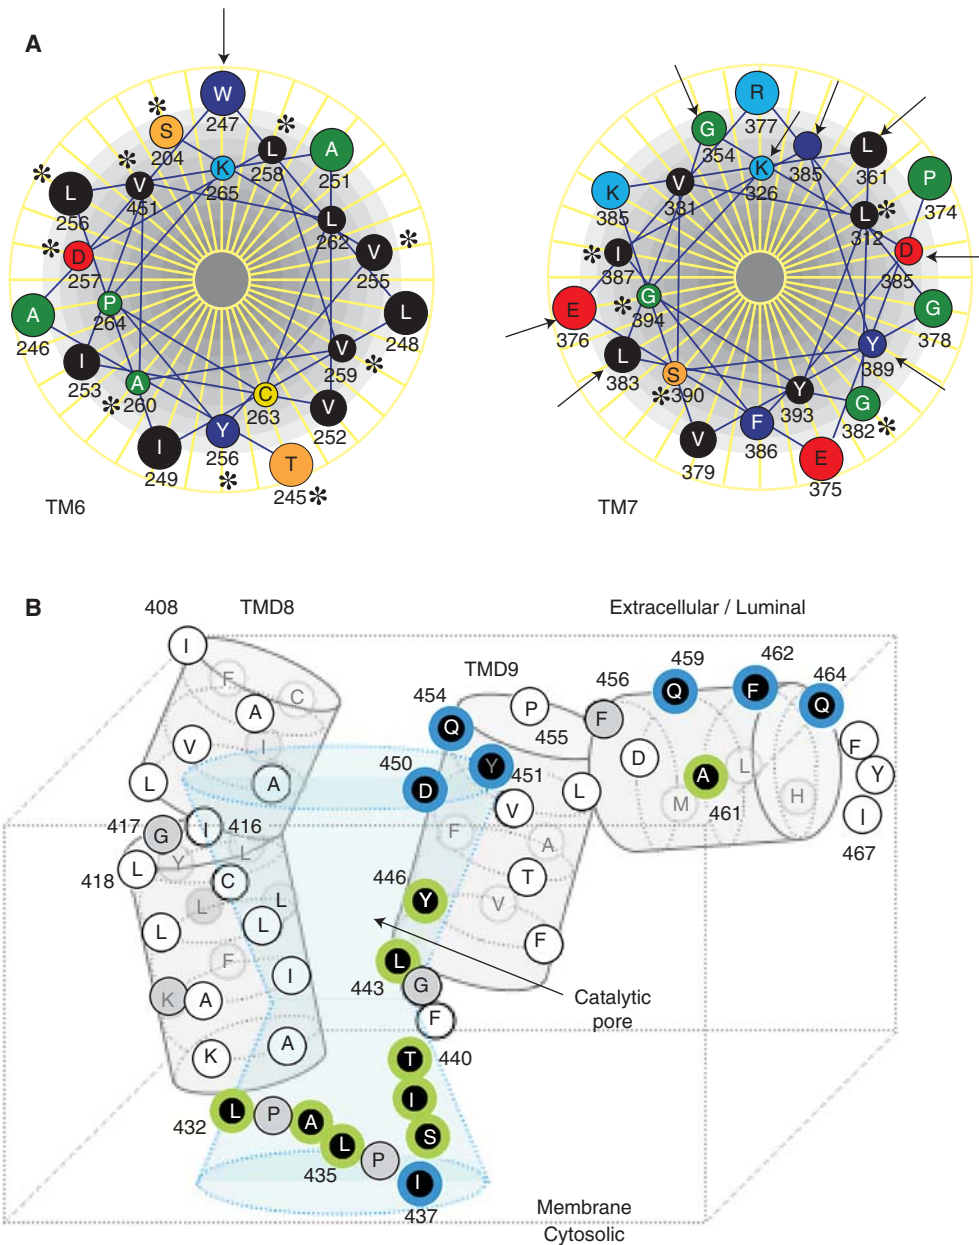 A
W
247
S
204
L
258
A
251
K
265
V
451
L
256
L
262
V
255
D
257
P
264
A
246
L
248
I
253
V
259
A
260
C
263
V
252
Y
256
I
249
T
245
TM6
R
377
G
354
385
L
361
K
326
P
374
V
381
K
385
L
312
I
387
D
385
G
394
E
376
G
378
Y
389
L
383
S
390
Y
393
G
382
F
386
V
379
E
375
TM7
B
408
TMD8
Extracellular / Luminal
I
F
C
A
V
I
L
A
417
G
I
416
Y
L
418
L
C
L
L
L
L
F
I
K
A
K
A
TMD9
454
Q
P
455
456
F
459
Q
462
F
464
Q
450
D
Y
451
V
L
D
M
A
461
L
H
F
Y
I
467
F
A
T
V
446
Y
F
L
443
G
F
Catalytic
pore
T
440
I
S
432
L
P
A
L
435
P
I
437
Membrane
Cytosolic